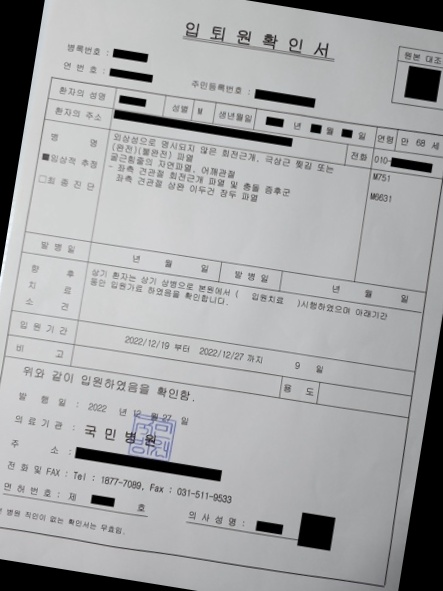 입 퇴 원 확 인 서
원본 대조
병록번호 :
연 번 호 :
주민등록번호 :
환자의 성명 성별 M 생년월일 년 월 일 연령 만 68 세
환자의 주소 전화 010-
병 명
■임상적 추정
□최 종 진 단
외상성으로 명시되지 않은 회전근개, 극상근 찢김 또는
(완전)(불완전) 파열
골근힘줄의 자연파열, 어깨관절
- 좌측 견관절 회전근개 파열 및 충돌 증후군
좌측 견관절 상완 이두건 장두 파열
M751
M6631
발 병 일 년 월 일 발 병 일 년 월 일
향 후
치 료
소 견
상기 환자는 상기 상병으로 본원에서 ( 입원치료 )시행하였으며 아래기간
동안 입원가료 하였음을 확인합니다.
입 원 기 간 2022/12/19 부터 2022/12/27 까지 9 일
비 고 용 도
위와 같이 입원하였음을 확인함.
발 행 일 : 2022 년 12 월 27 일
의 료 기 관 : 국 민 병 원
주 소 :
전 화 및 FAX : Tel : 1877-7089, Fax : 031-511-9533
면 허 번 호 : 제 호
의 사 성 명 :
병원 직인이 없는 확인서는 무효임.